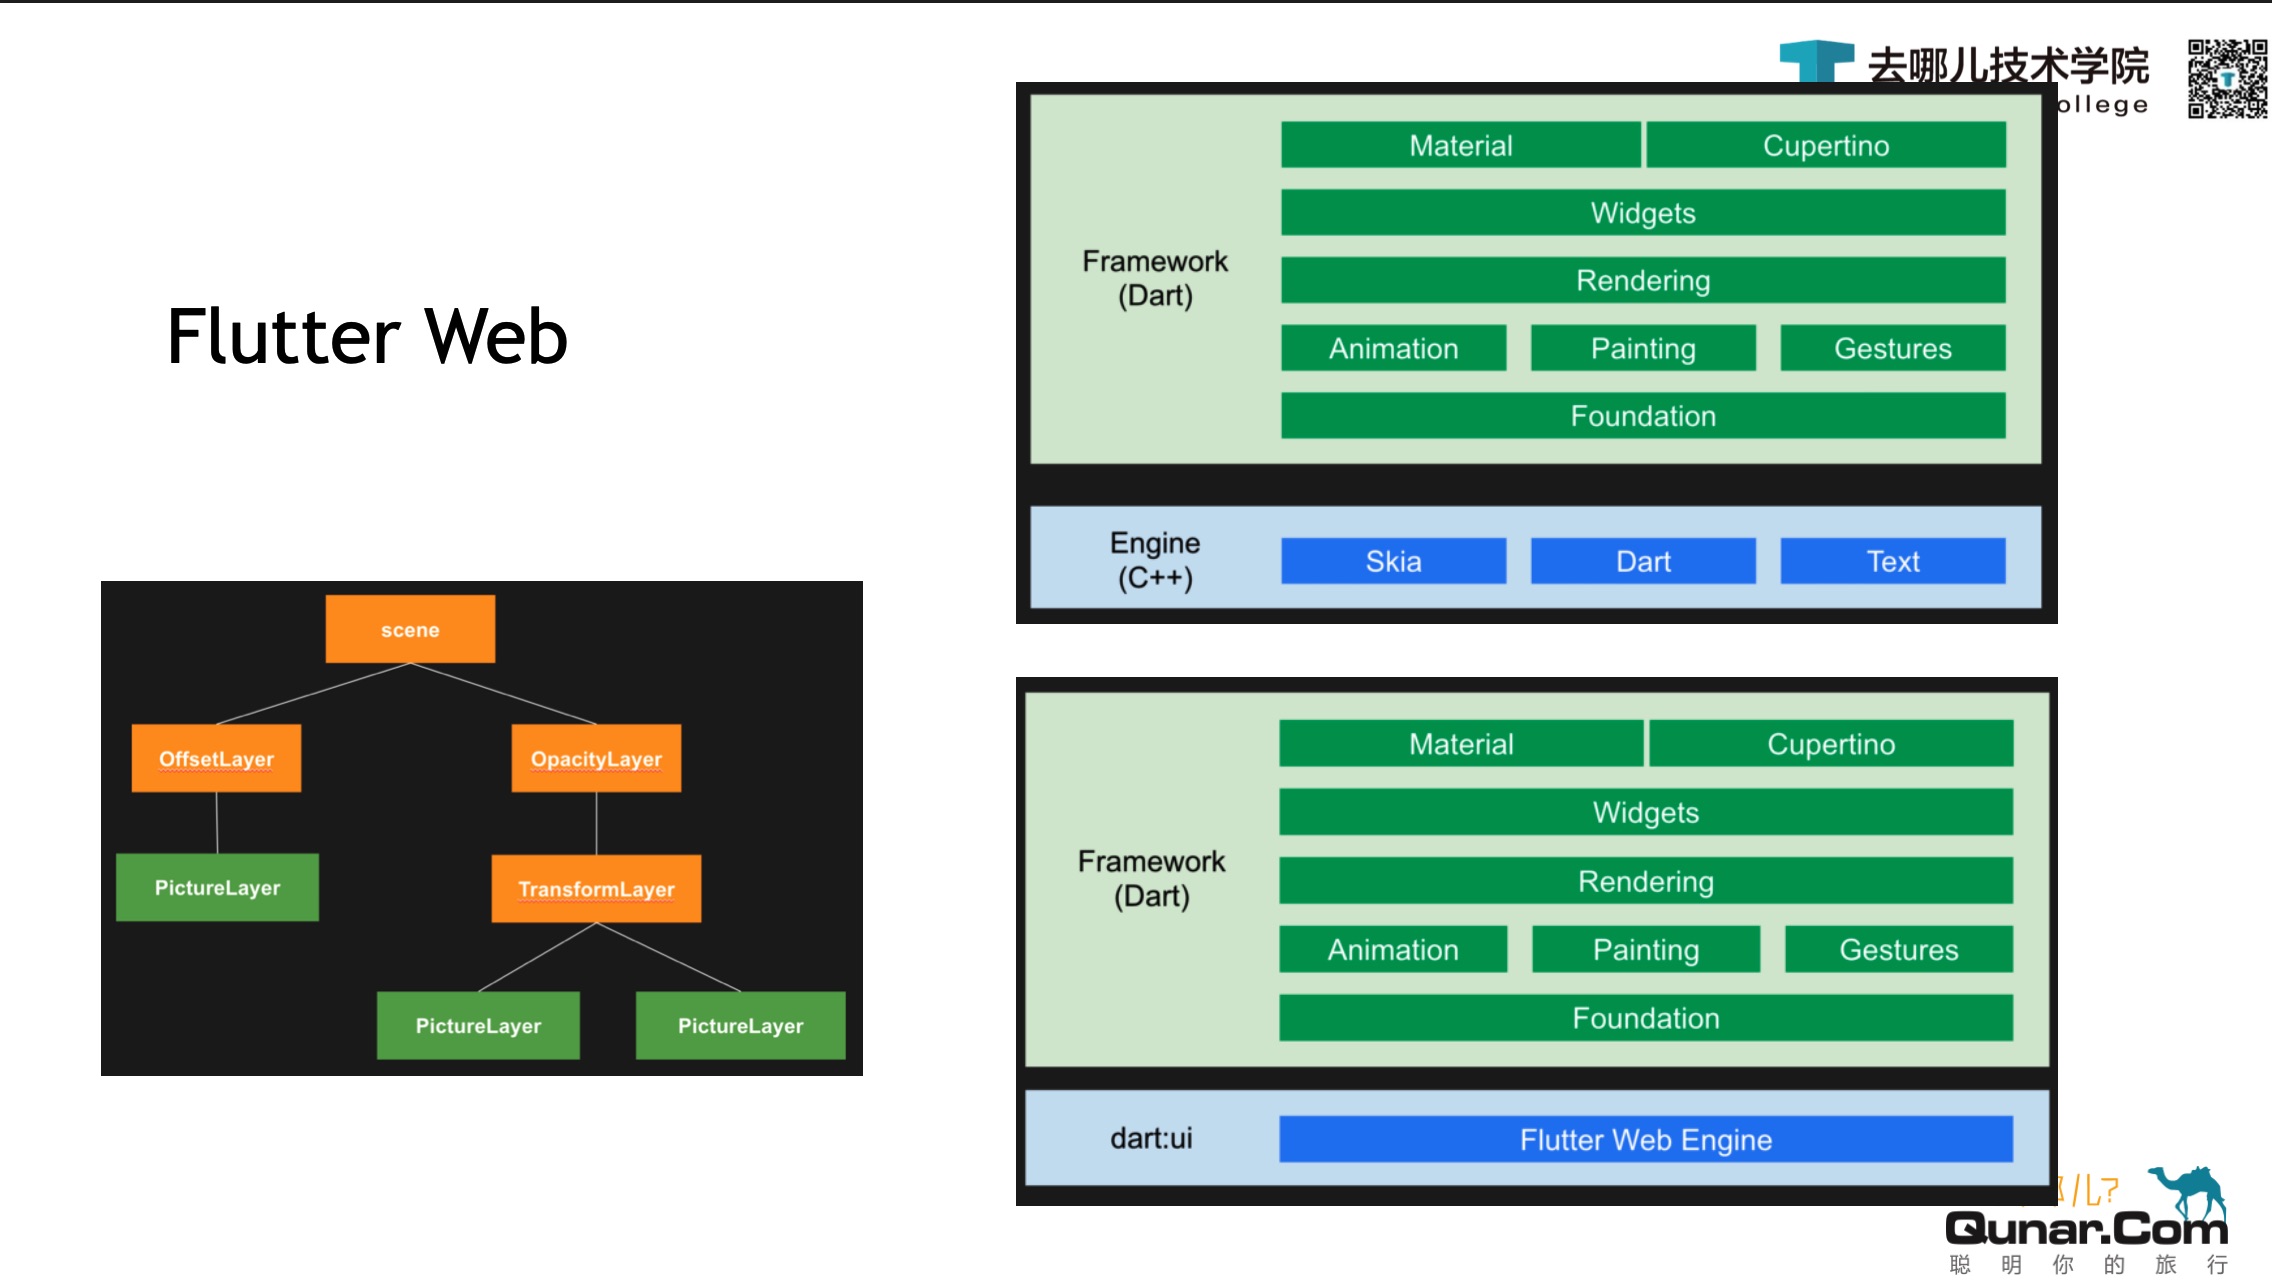 去哪儿技术学院
ollege
Flutter Web
Material
Cupertino
Widgets
Framework
(Dart)
Rendering
Animation
Painting
Gestures
Foundation
Engine
(C++)
Skia
Dart
Text
scene
OffsetLayer
OpacityLayer
PictureLayer
TransformLayer
PictureLayer
PictureLayer
Material
Cupertino
Widgets
Framework
(Dart)
Rendering
Animation
Painting
Gestures
Foundation
dart:ui
Flutter Web Engine
儿?
Qunar.Com
聪明你的旅行